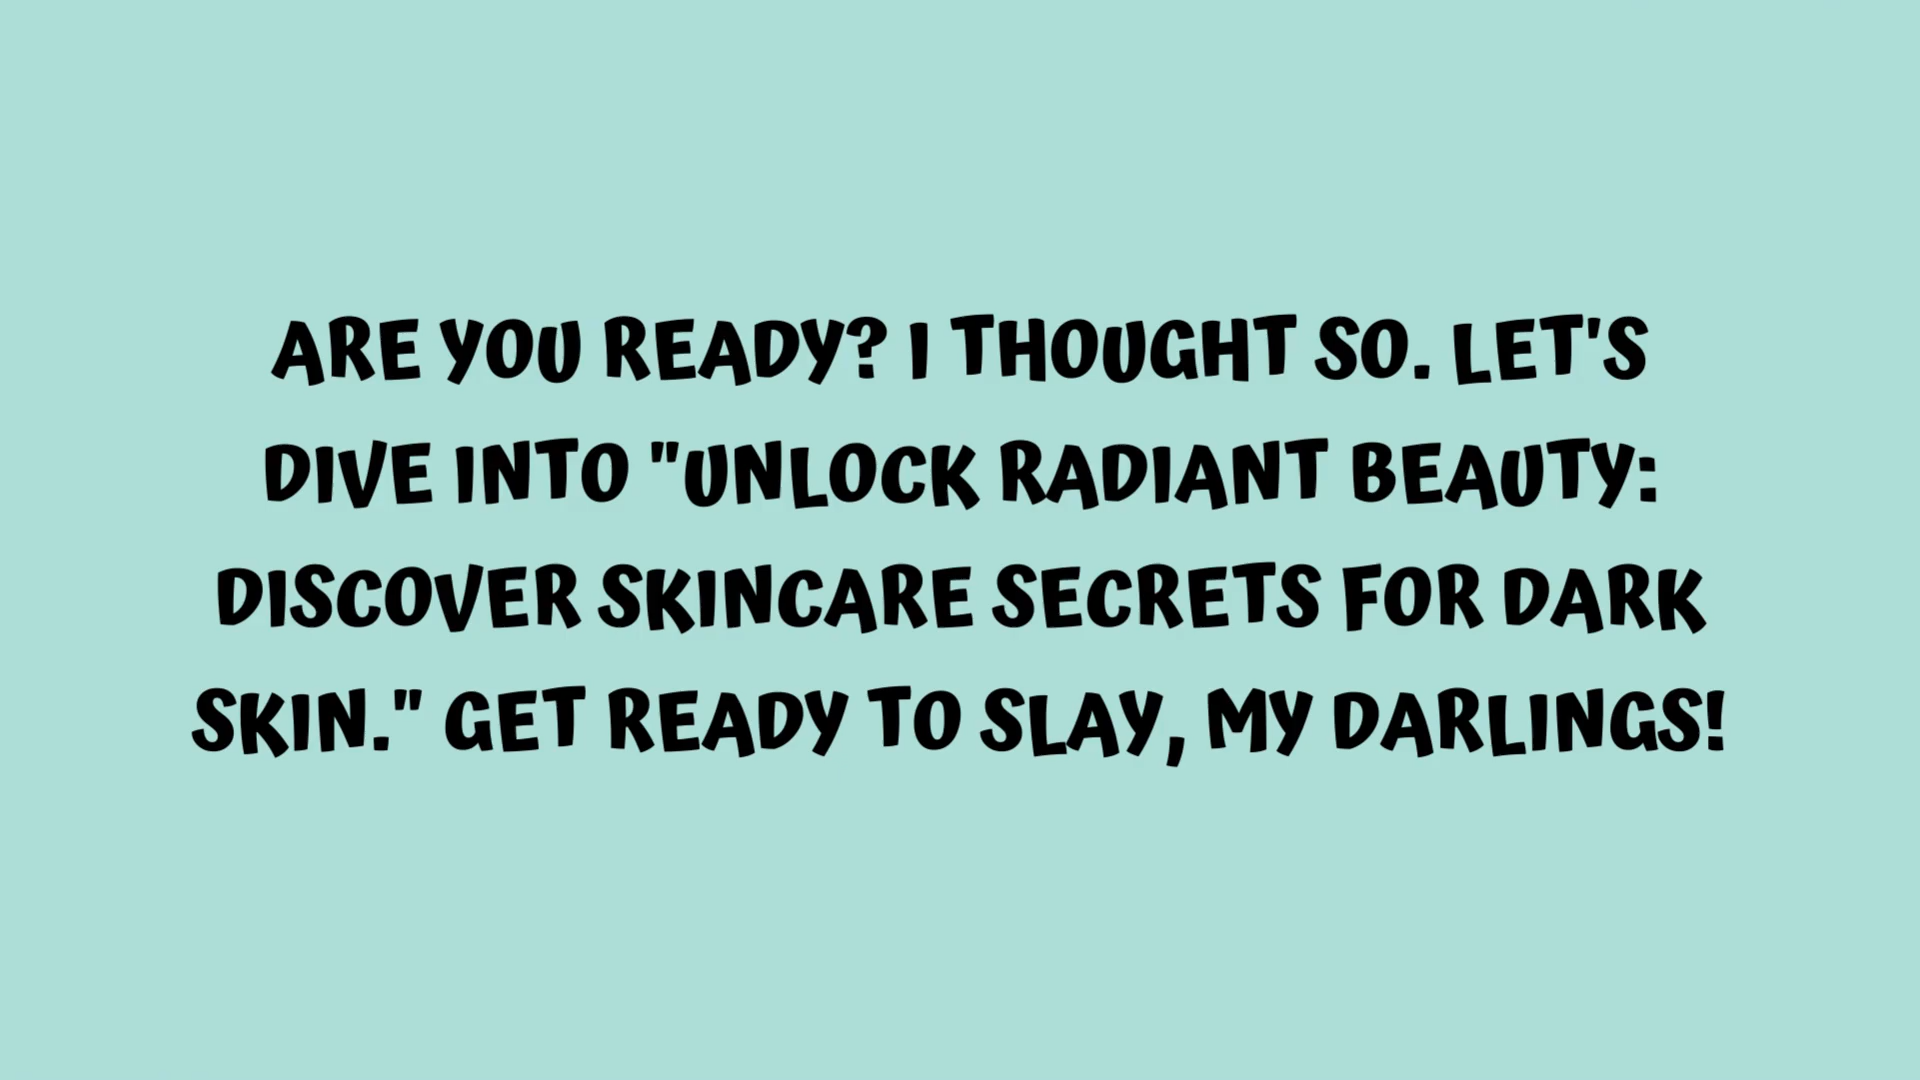 ARE YOU READY? I THOUGHT SO. LET'S
DIVE INTO "UNLOCK RADIANT BEAUTY:
DISCOVER SKINCARE SECRETS FOR DARK
SKIN." GET READY TO SLAY, MY DARLINGS!